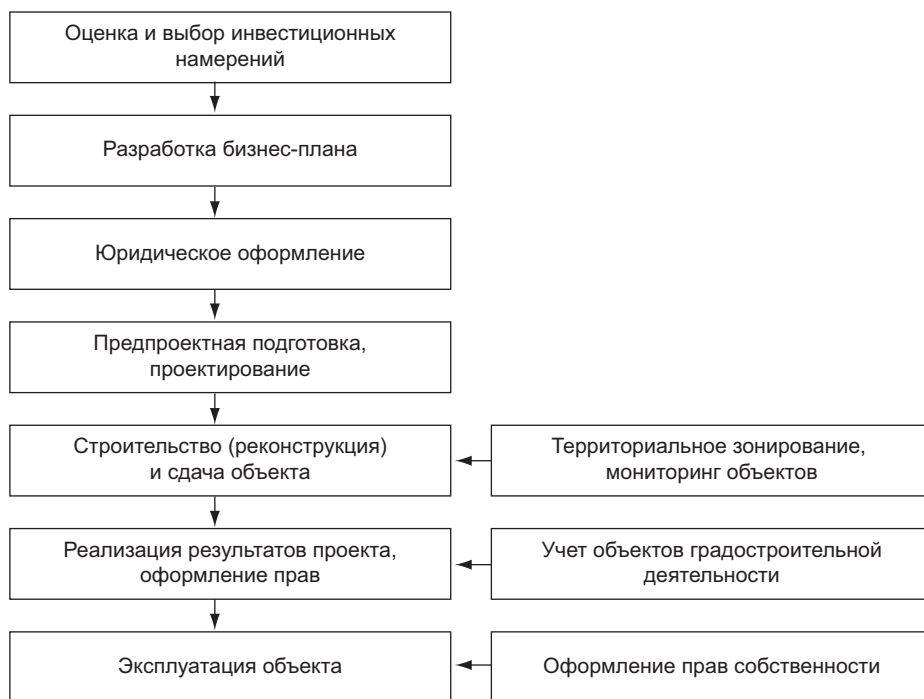 Оценка и выбор инвестиционных
намерений
Разработка бизнес-плана
Юридическое оформление
Предпроектная подготовка,
проектирование
Строительство (реконструкция)
и сдача объекта
Территориальное зонирование,
мониторинг объектов
Реализация результатов проекта,
оформление прав
Учет объектов градостроительной
деятельности
Эксплуатация объекта
Оформление прав собственности